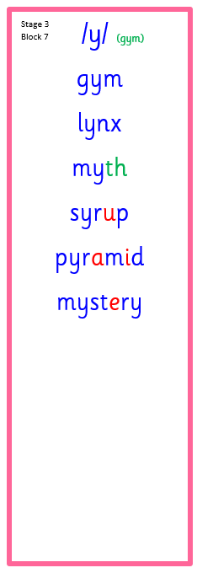 Stage 3
Block 7
/y/ (gym)
gym
lynx
myth
syrup
pyramid
mystery